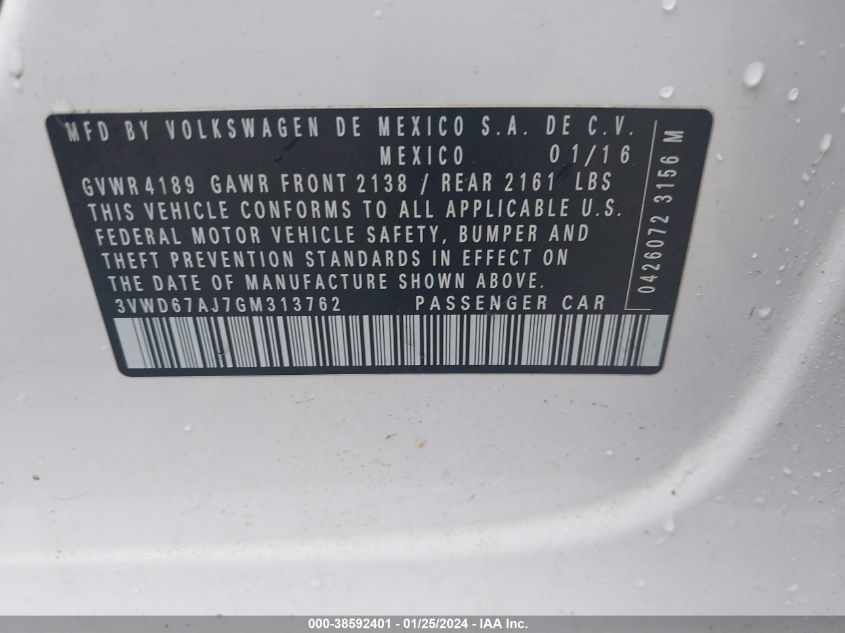 MFD BY VOLKSWAGEN DE MEXICO S.A. DE C.V.
MEXICO 01/16
GVWR 4189 GAWR FRONT 2138 / REAR 2161 LBS
THIS VEHICLE CONFORMS TO ALL APPLICABLE U.S.
FEDERAL MOTOR VEHICLE SAFETY, BUMPER AND
THEFT PREVENTION STANDARDS IN EFFECT ON
THE DATE OF MANUFACTURE SHOWN ABOVE.
3VWD67AJ7GM313762 PASSENGER CAR
0426072 3156 M
000-38592401 - 01/25/2024 - IAA Inc.